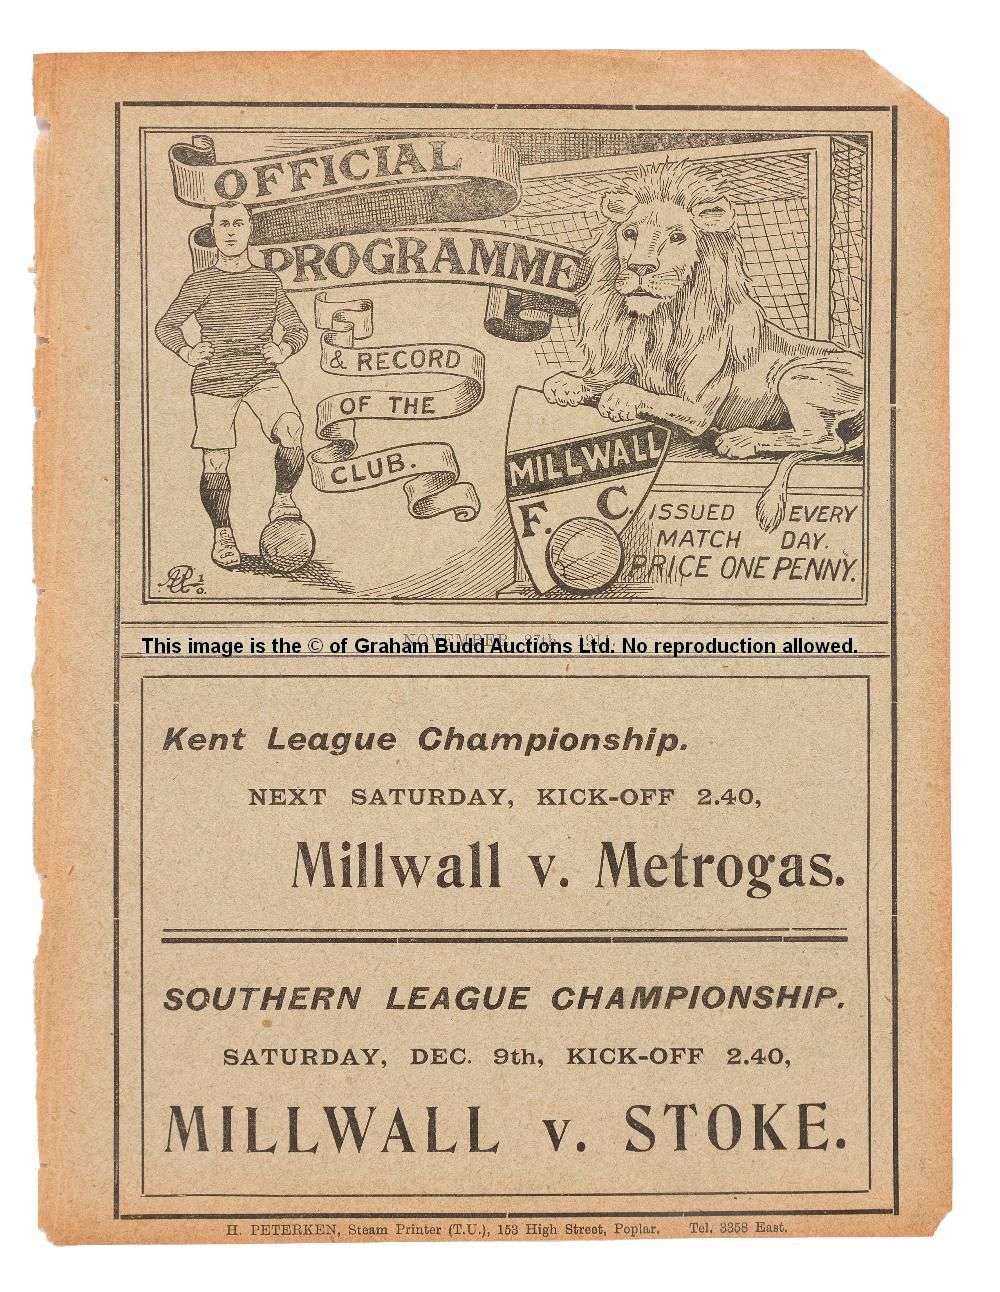 OFFICIAL
PROGRAMME
& RECORD
OF THE
CLUB.
MILLWALL
F. C.
ISSUED EVERY
MATCH DAY.
PRICE ONE PENNY.
NOVEMBER
This image is the © of Graham Budd Auctions Ltd. No reproduction allowed.
Kent League Championship.
NEXT SATURDAY, KICK-OFF 2.40,
Millwall v. Metrogas.
SOUTHERN LEAGUE CHAMPIONSHIP.
SATURDAY, DEC. 9th, KICK-OFF 2.40,
MILLWALL v. STOKE.
H. PETERKEN, Steam Printer (T.U.), 153 High Street, Poplar. Tel. 3358 East.